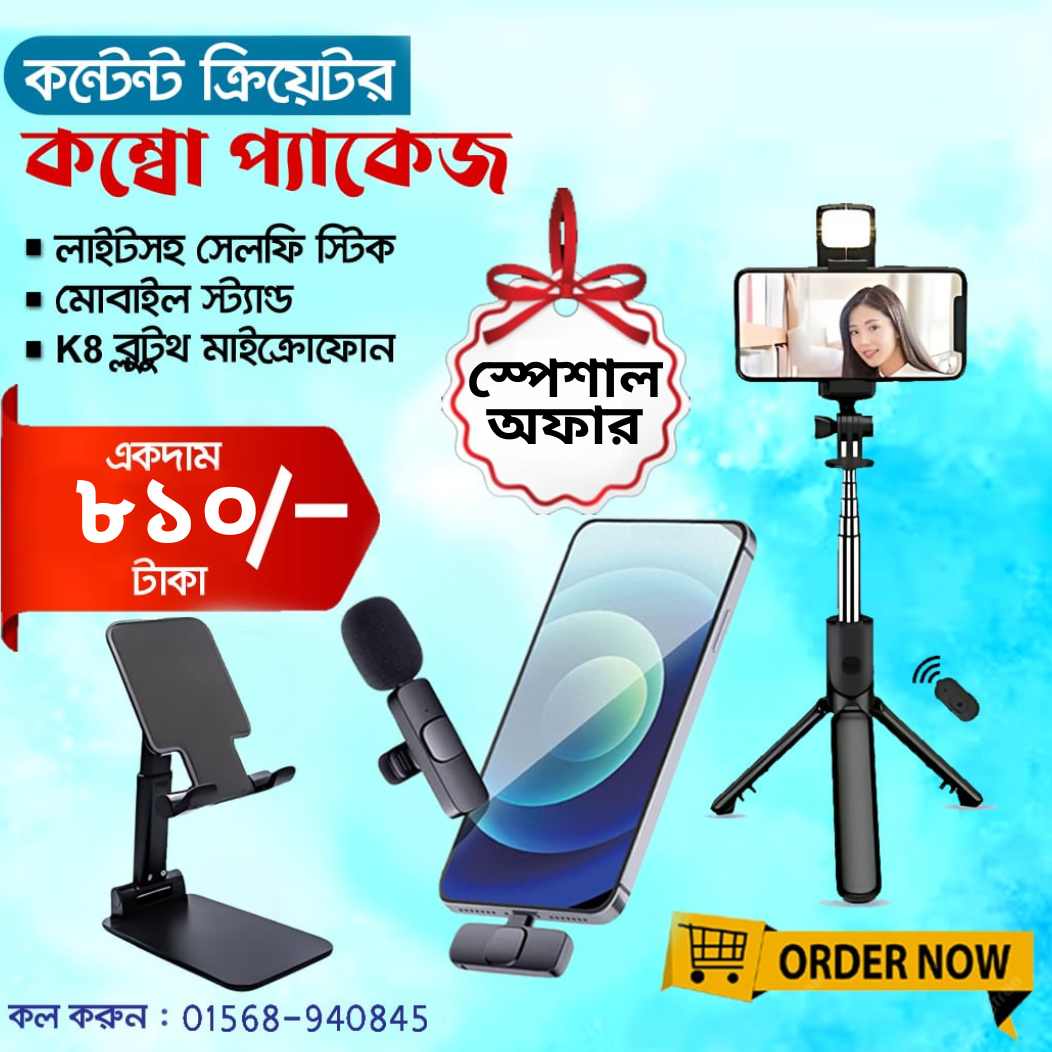 কন্টেন্ট ক্রিয়েটর
কম্বো প্যাকেজ
▪ লাইটসহ সেলফি স্টিক
▪ মোবাইল স্ট্যান্ড
▪ K8 ব্লুটুথ মাইক্রোফোন
স্পেশাল
অফার
একদাম
৮১০/-
টাকা
ORDER NOW
কল করুন : 01568-940845